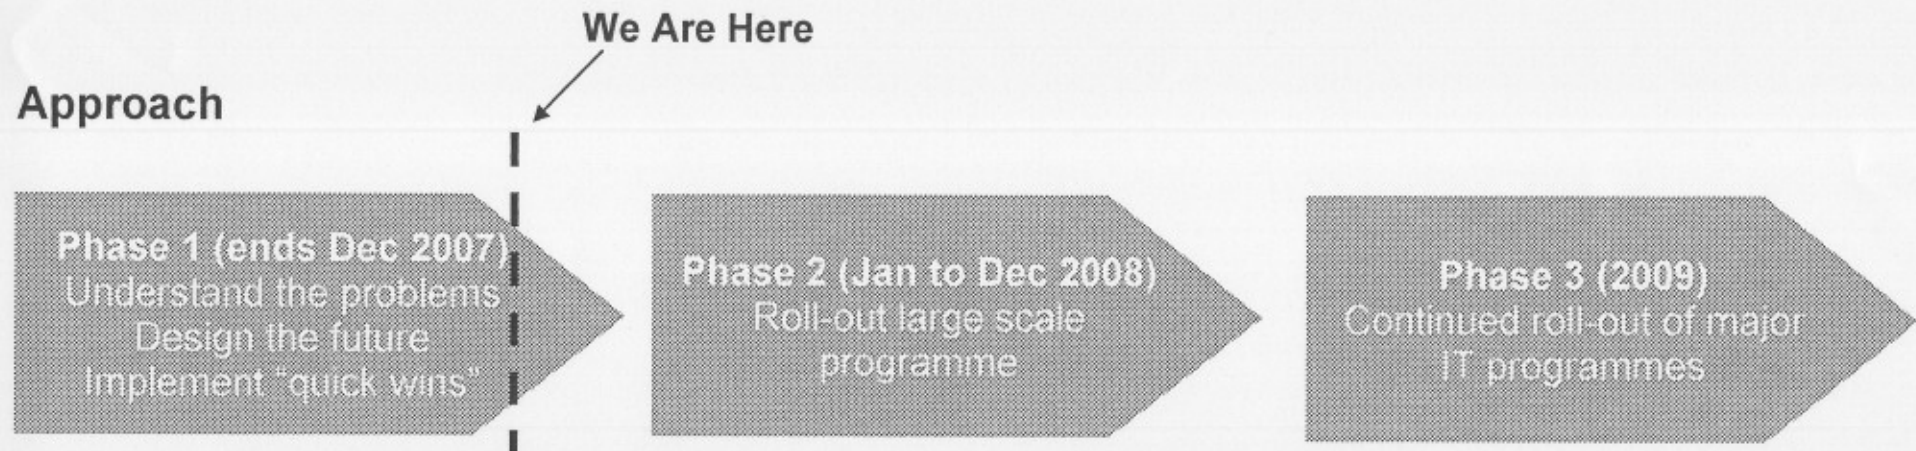 We Are Here
Approach
Phase 1 (ends Dec 2007)
Understand the problems
Design the future
Implement “quick wins”
Phase 2 (Jan to Dec 2008)
Roll-out large scale
programme
Phase 3 (2009)
Continued roll-out of major
IT programmes